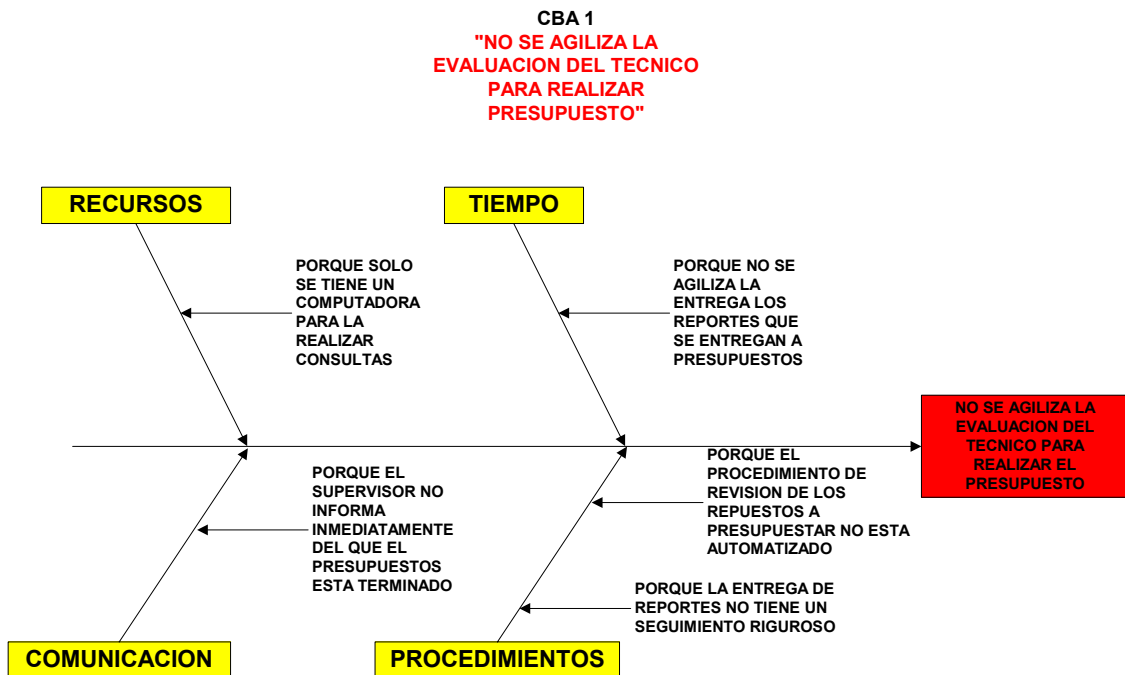 CBA 1
"NO SE AGILIZA LA
EVALUACION DEL TECNICO
PARA REALIZAR
PRESUPUESTO"
RECURSOS
TIEMPO
PORQUE SOLO
SE TIENE UN
COMPUTADORA
PARA LA
REALIZAR
CONSULTAS
PORQUE NO SE
AGILIZA LA
ENTREGA LOS
REPORTES QUE
SE ENTREGAN A
PRESUPUESTOS
NO SE AGILIZA LA
EVALUACION DEL
TECNICO PARA
REALIZAR EL
PRESUPUESTO
PORQUE EL
SUPERVISOR NO
INFORMA
INMEDIATAMENTE
DEL QUE EL
PRESUPUESTOS
ESTA TERMINADO
PORQUE EL
PROCEDIMIENTO DE
REVISION DE LOS
REPUESTOS A
PRESUPUESTAR NO ESTA
AUTOMATIZADO
PORQUE LA ENTREGA DE
REPORTES NO TIENE UN
SEGUIMIENTO RIGUROSO
COMUNICACION
PROCEDIMIENTOS